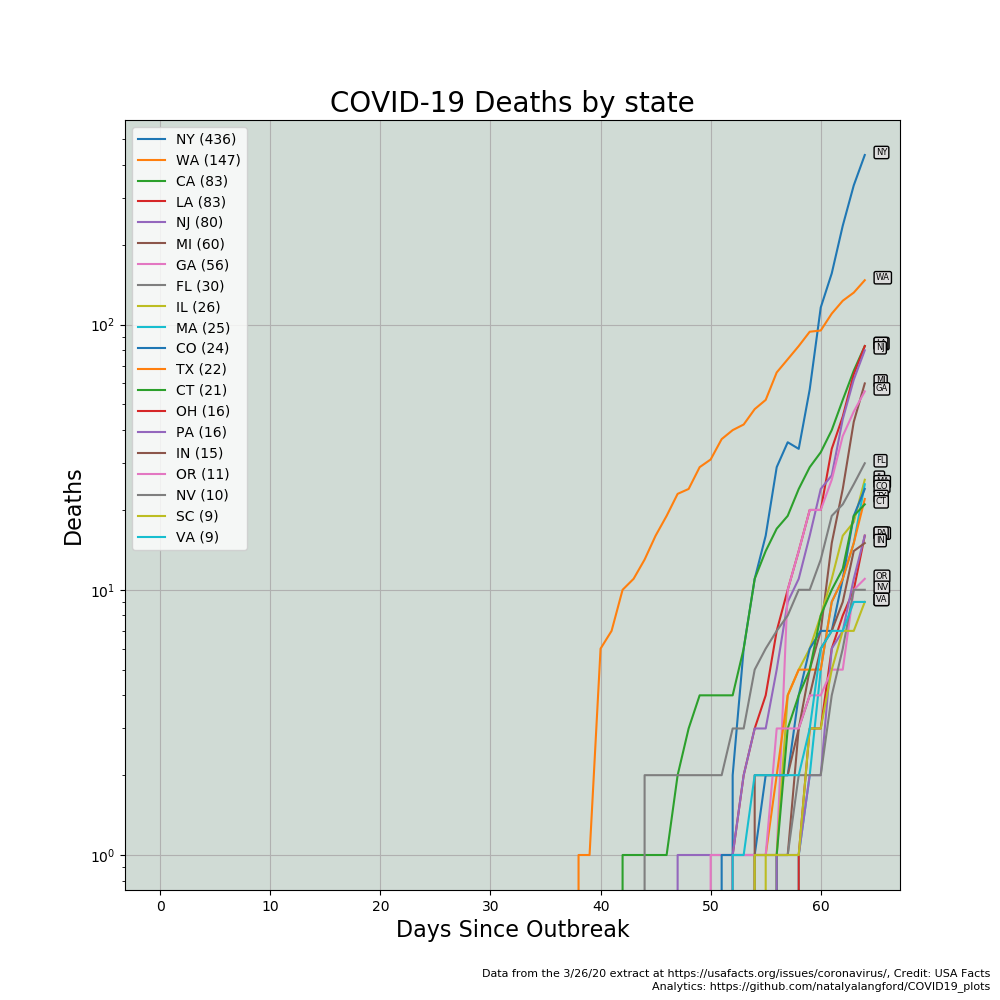 COVID-19 Deaths by state
NY (436)
WA (147)
CA (83)
LA (83)
NJ (80)
MI (60)
GA (56)
FL (30)
IL (26)
MA (25)
CO (24)
TX (22)
CT (21)
OH (16)
PA (16)
IN (15)
OR (11)
NV (10)
SC (9)
VA (9)
NY
WA
NJ
MI
GA
FL
CO
CT
PA
IN
OR
NV
VA
10²
10¹
10⁰
Deaths
0 10 20 30 40 50 60
Days Since Outbreak
Data from the 3/26/20 extract at https://usafacts.org/issues/coronavirus/, Credit: USA Facts
Analytics: https://github.com/natalyalangford/COVID19_plots